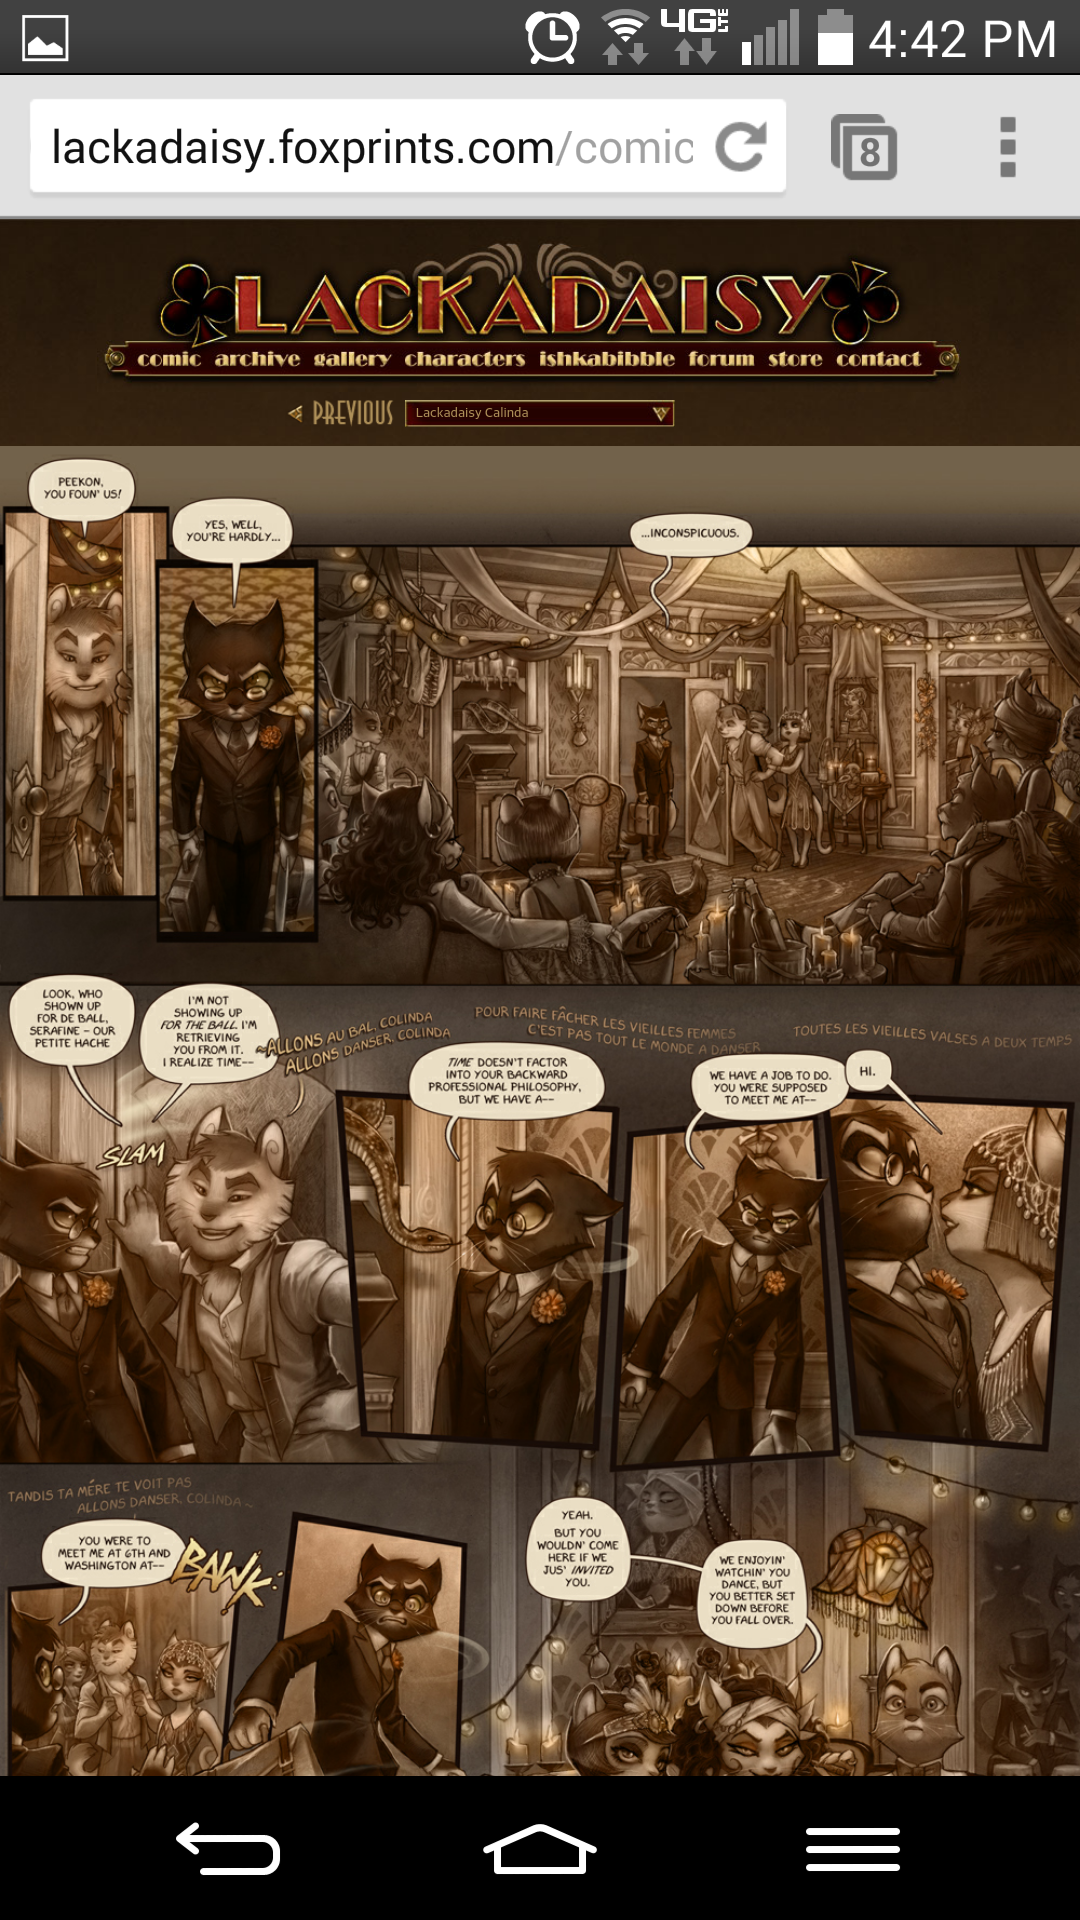 4G LTE
4:42 PM
lackadaisy.foxprints.com/comic
8
LACKADAISY
comic archive gallery characters ishkabibble forum store contact
PREVIOUS
Lackadaisy Calinda
PEEKON,
YOU FOUN' US!
YES, WELL,
YOU'RE HARDLY...
...INCONSPICUOUS.
LOOK, WHO
SHOWN UP
FOR DE BALL,
SERAFINE – OUR
PETITE HACHE
I'M NOT
SHOWING UP
FOR THE BALL. I'M
RETRIEVING
YOU FROM IT.
I REALIZE TIME--
~ALLONS AU BAL, COLINDA
ALLONS DANSER, COLINDA
POUR FAIRE FÂCHER LES VIEILLES FEMMES
C'EST PAS TOUT LE MONDE A DANSER
TOUTES LES VIEILLES VALSES A DEUX TEMPS
SLAM
TIME DOESN'T FACTOR
INTO YOUR BACKWARD
PROFESSIONAL PHILOSOPHY,
BUT WE HAVE A--
WE HAVE A JOB TO DO.
YOU WERE SUPPOSED
TO MEET ME AT--
HI.
TANDIS TA MÉRE TE VOIT PAS
ALLONS DANSER, COLINDA ~
YOU WERE TO
MEET ME AT 6TH AND
WASHINGTON AT--
BAWK!
YEAH.
BUT YOU
WOULDN' COME
HERE IF WE
JUS' INVITED
YOU.
WE ENJOYIN'
WATCHIN' YOU
DANCE, BUT
YOU BETTER SET
DOWN BEFORE
YOU FALL OVER.